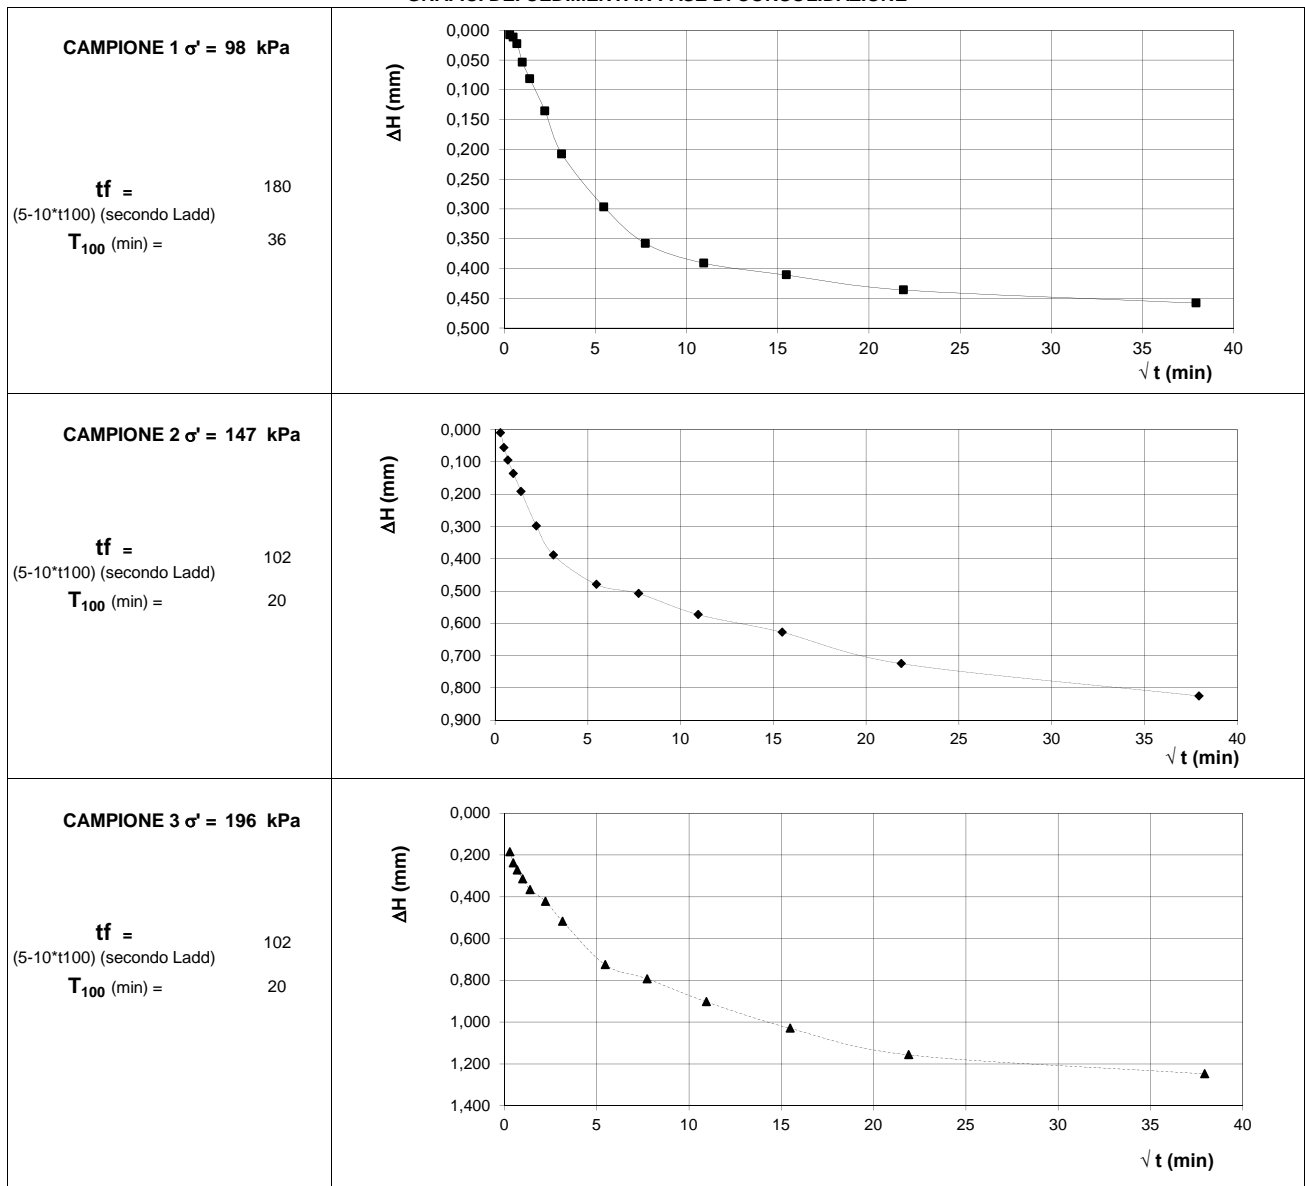 CAMPIONE 1 σ' = 98 kPa
tf =
180
(5-10*t100) (secondo Ladd)
T100 (min) =
36
ΔH (mm)
0,000
0,050
0,100
0,150
0,200
0,250
0,300
0,350
0,400
0,450
0,500
0 5 10 15 20 25 30 35 40
√ t (min)
CAMPIONE 2 σ' = 147 kPa
tf =
102
(5-10*t100) (secondo Ladd)
T100 (min) =
20
ΔH (mm)
0,000
0,100
0,200
0,300
0,400
0,500
0,600
0,700
0,800
0,900
0 5 10 15 20 25 30 35 40
√ t (min)
CAMPIONE 3 σ' = 196 kPa
tf =
102
(5-10*t100) (secondo Ladd)
T100 (min) =
20
ΔH (mm)
0,000
0,200
0,400
0,600
0,800
1,000
1,200
1,400
0 5 10 15 20 25 30 35 40
√ t (min)